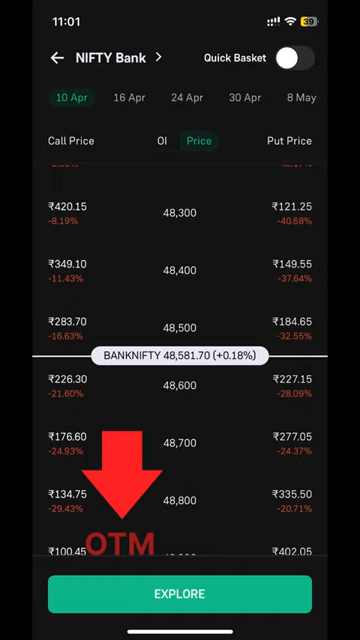 11:01
39
NIFTY Bank
Quick Basket
10 Apr 16 Apr 24 Apr 30 Apr 8 May
Call Price OI Price Put Price
₹420.15 48,300 ₹121.25
-8.19% -40.68%
₹349.10 48,400 ₹149.55
-11.43% -37.64%
₹283.70 48,500 ₹184.65
-16.63% -32.55%
BANKNIFTY 48,581.70 (+0.18%)
₹226.30 48,600 ₹227.15
-21.60% -28.09%
₹176.60 48,700 ₹277.05
-24.93% -24.37%
₹134.75 48,800 ₹335.50
-29.43% -20.71%
OTM
₹100.45 ₹402.05
EXPLORE